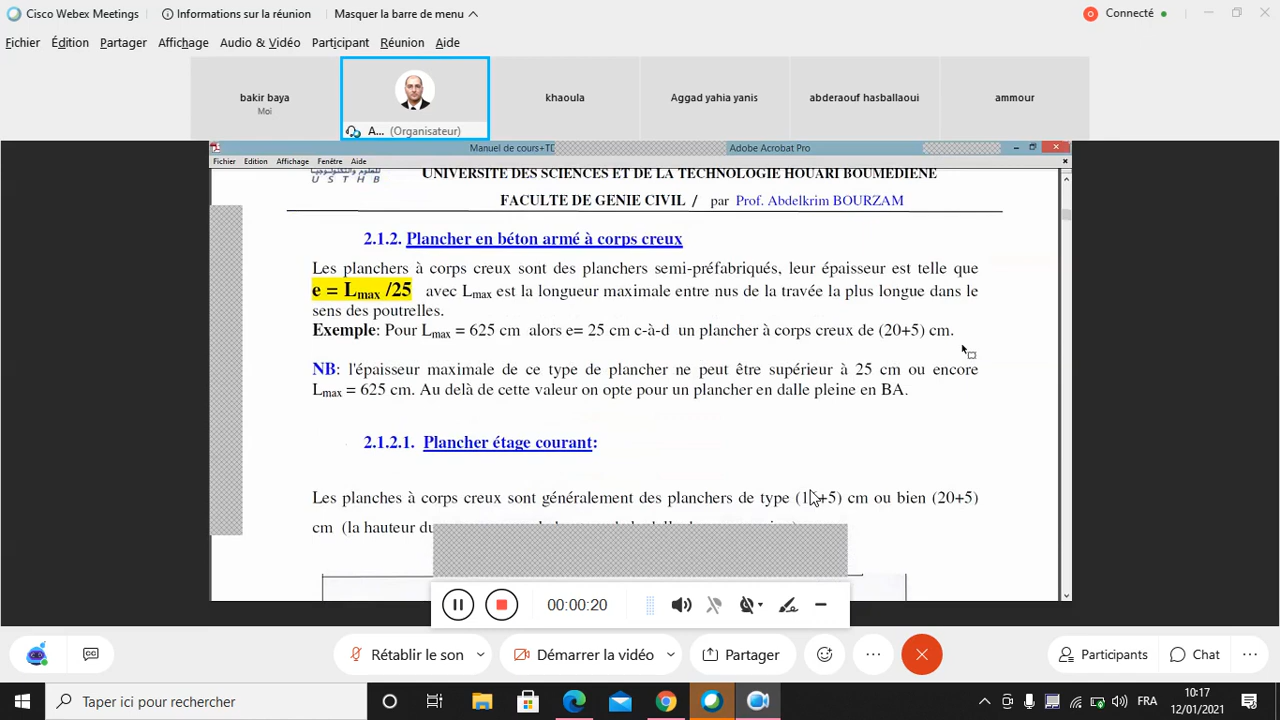 Cisco Webex Meetings
Informations sur la réunion
Masquer la barre de menu
Connecté
Fichier Édition Partager Affichage Audio & Vidéo Participant Réunion Aide
bakir baya
Moi
A... (Organisateur)
khaoula
Aggad yahia yanis
abderaouf hasballaoui
ammour
Manuel de cours+TD
Adobe Acrobat Pro
Fichier Edition Affichage Fenêtre Aide
U S T H B
UNIVERSITE DES SCIENCES ET DE LA TECHNOLOGIE HOUARI BOUMEDIENE
FACULTE DE GENIE CIVIL / par Prof. Abdelkrim BOURZAM
2.1.2. Plancher en béton armé à corps creux
Les planchers à corps creux sont des planchers semi-préfabriqués, leur épaisseur est telle que
e = Lmax /25 avec Lmax est la longueur maximale entre nus de la travée la plus longue dans le
sens des poutrelles.
Exemple: Pour Lmax = 625 cm alors e= 25 cm c-à-d un plancher à corps creux de (20+5) cm.
NB: l'épaisseur maximale de ce type de plancher ne peut être supérieur à 25 cm ou encore
Lmax = 625 cm. Au delà de cette valeur on opte pour un plancher en dalle pleine en BA.
2.1.2.1. Plancher étage courant:
Les planches à corps creux sont généralement des planchers de type +5) cm ou bien (20+5)
cm (la hauteur du
00:00:20
CC
Rétablir le son
Démarrer la vidéo
Partager
Participants
Chat
Taper ici pour rechercher
FRA
10:17
12/01/2021